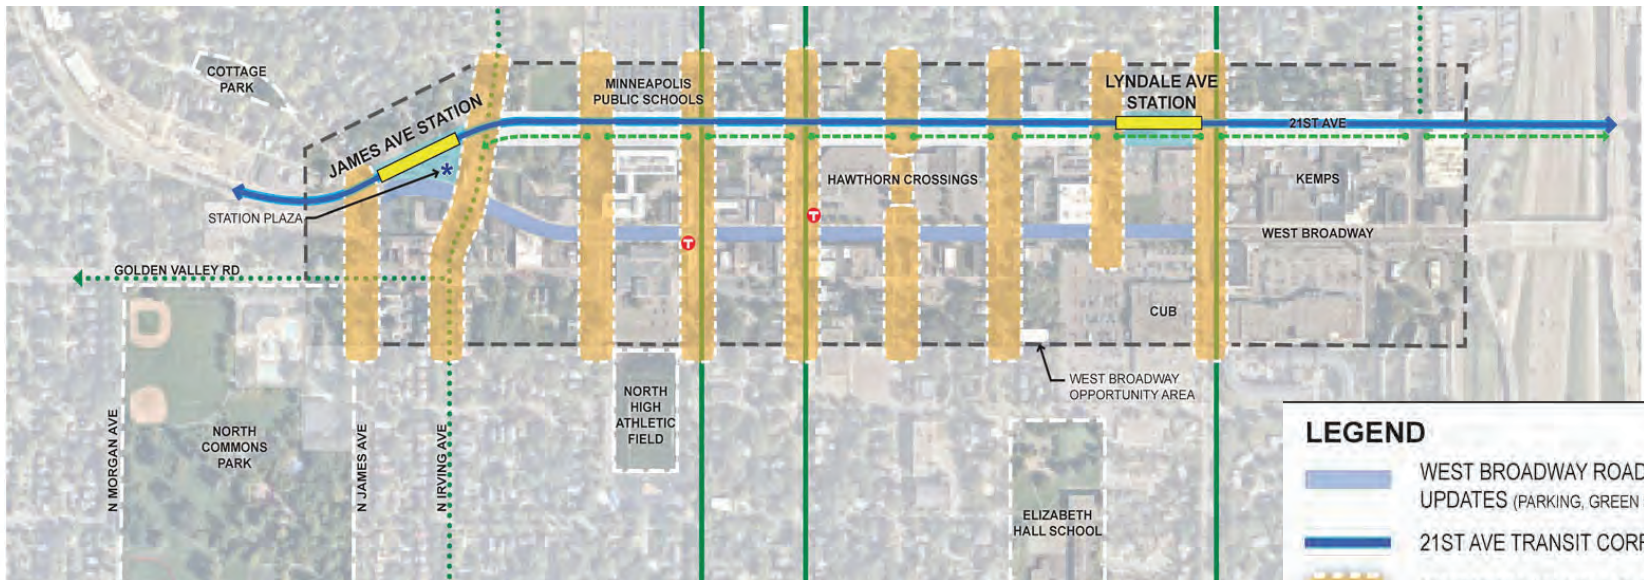 COTTAGE
PARK
JAMES AVE STATION
STATION PLAZA
*
MINNEAPOLIS
PUBLIC SCHOOLS
LYNDALE AVE
STATION
21ST AVE
HAWTHORN CROSSINGS
KEMPS
T
T
WEST BROADWAY
GOLDEN VALLEY RD
CUB
WEST BROADWAY
OPPORTUNITY AREA
NORTH
HIGH
ATHLETIC
FIELD
N MORGAN AVE
NORTH
COMMONS
PARK
N JAMES AVE
N IRVING AVE
ELIZABETH
HALL SCHOOL
LEGEND
WEST BROADWAY ROAD
UPDATES (PARKING, GREEN
21ST AVE TRANSIT CORR